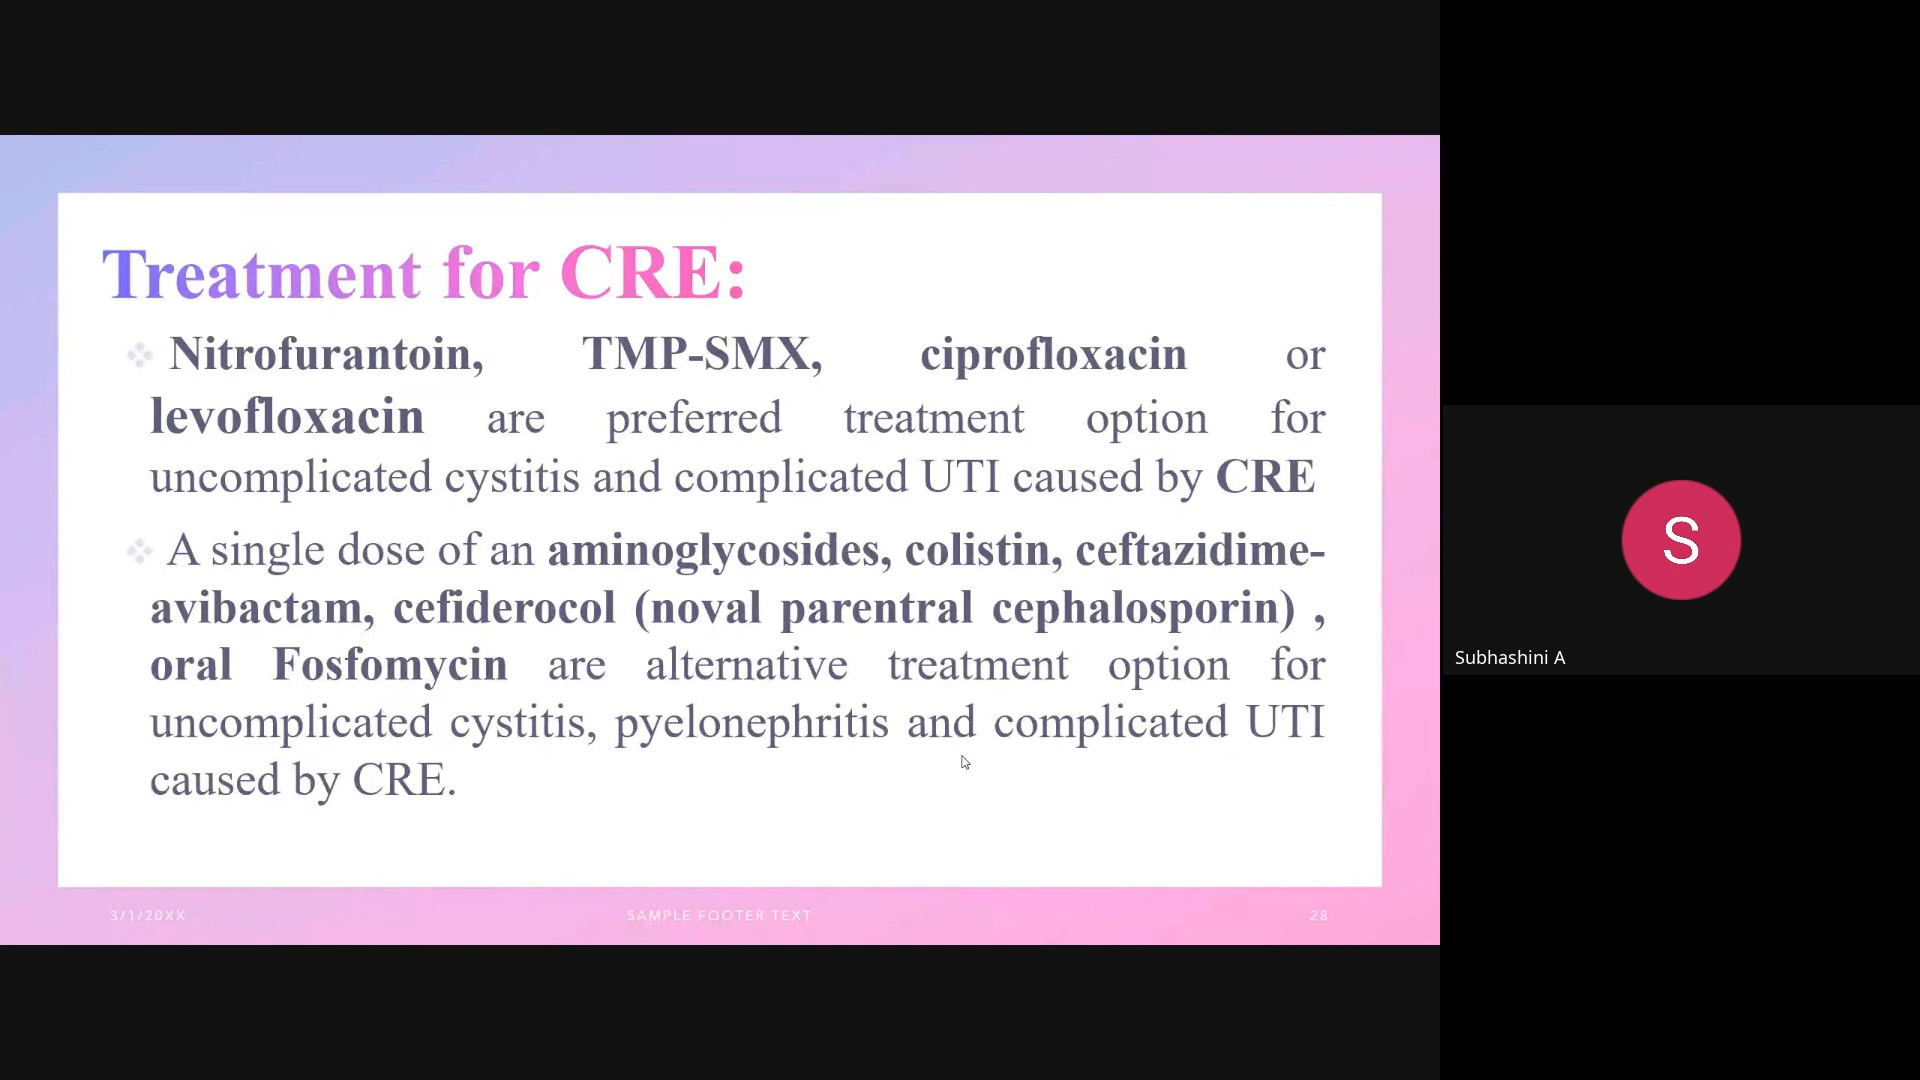 Treatment for CRE:
Nitrofurantoin, TMP-SMX, ciprofloxacin or
levofloxacin are preferred treatment option for
uncomplicated cystitis and complicated UTI caused by CRE
A single dose of an aminoglycosides, colistin, ceftazidime-
avibactam, cefiderocol (noval parentral cephalosporin) ,
oral Fosfomycin are alternative treatment option for
uncomplicated cystitis, pyelonephritis and complicated UTI
caused by CRE.
3/1/20XX SAMPLE FOOTER TEXT 28
S
Subhashini A